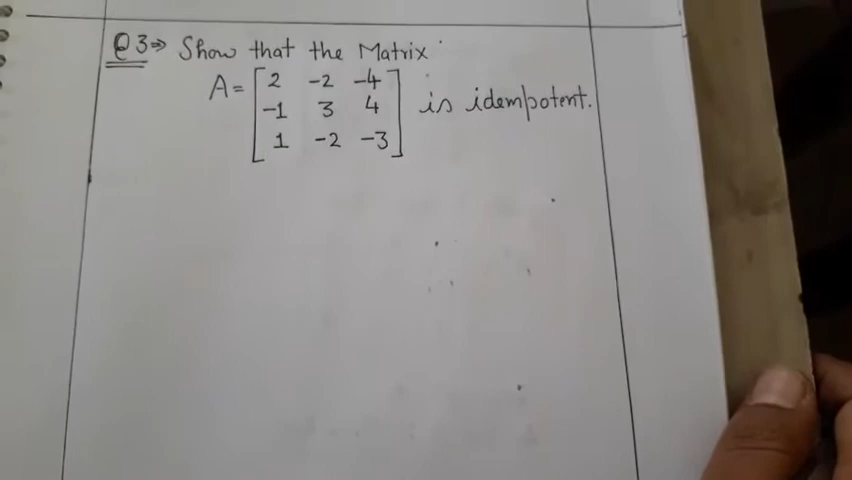 Q3⇒ Show that the Matrix
A = [ 2 -2 -4
-1 3 4
1 -2 -3 ] is idempotent.